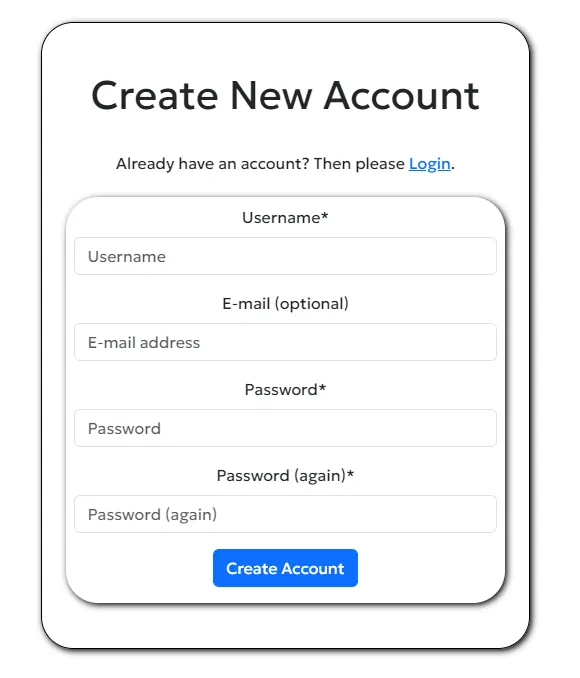 Create New Account
Already have an account? Then please Login.
Username*
Username
E-mail (optional)
E-mail address
Password*
Password
Password (again)*
Password (again)
Create Account